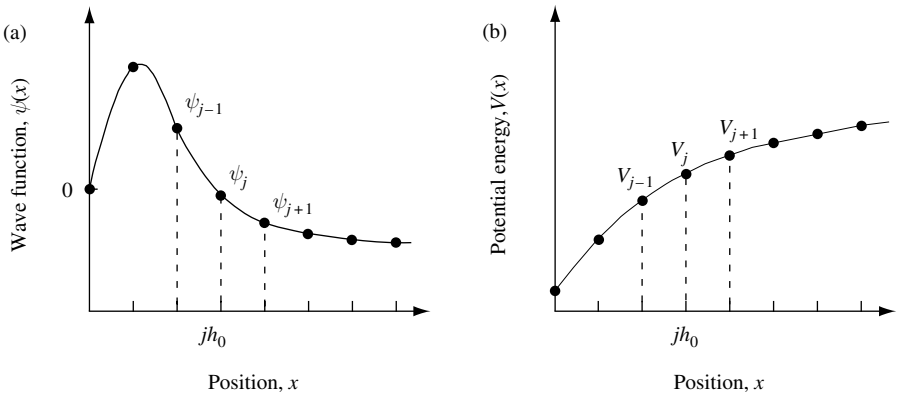 (a)
Wave function, ψ(x)
0
ψj−1
ψj
ψj+1
jh0
Position, x
(b)
Potential energy,V(x)
Vj−1
Vj
Vj+1
jh0
Position, x